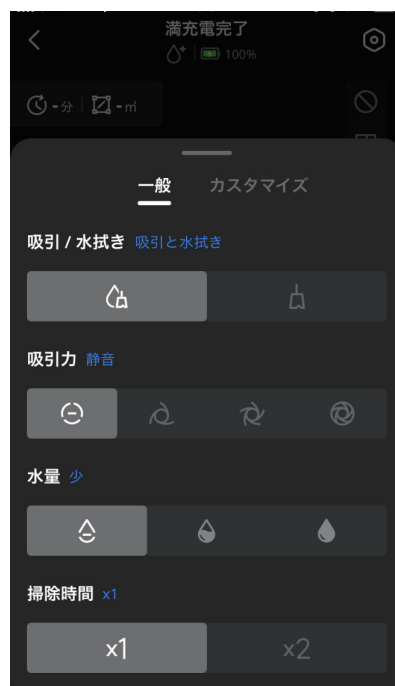 満充電完了
100%
- 分 - ㎡
一般 カスタマイズ
吸引 / 水拭き 吸引と水拭き
吸引力 静音
水量 少
掃除時間 x1
x1 x2